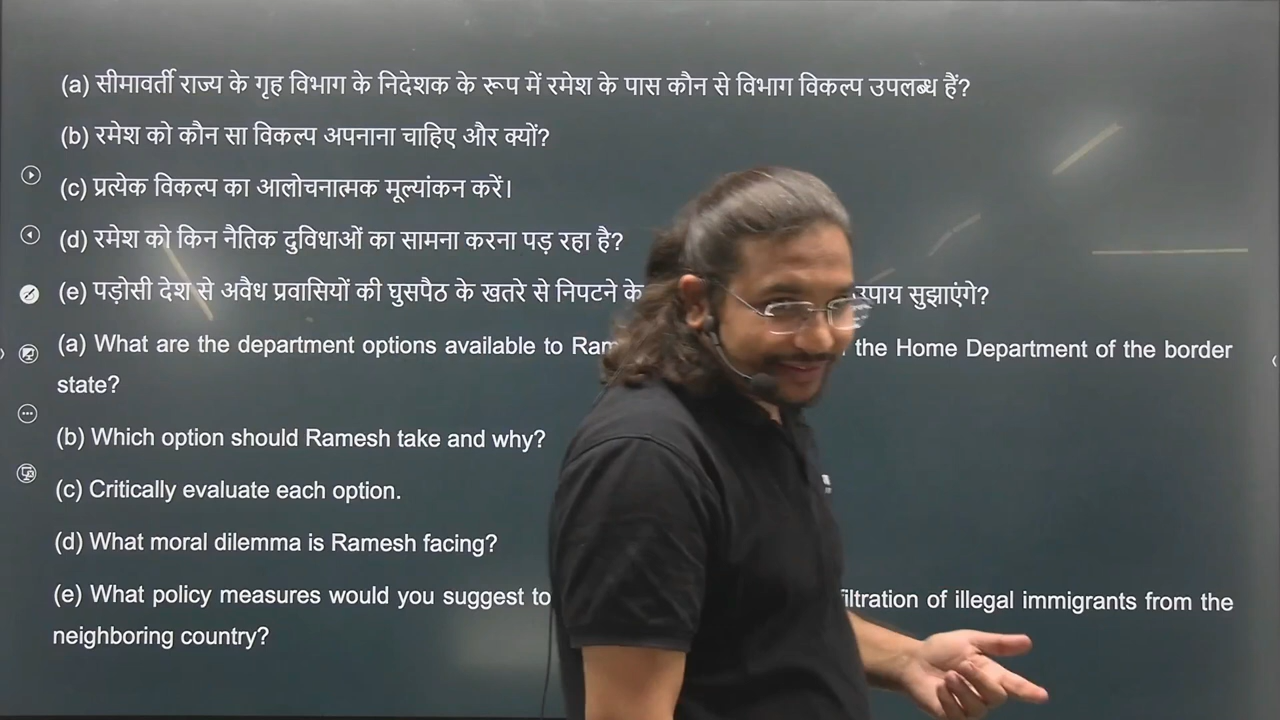 (a) सीमावर्ती राज्य के गृह विभाग के निदेशक के रूप में रमेश के पास कौन से विभाग विकल्प उपलब्ध हैं?
(b) रमेश को कौन सा विकल्प अपनाना चाहिए और क्यों?
(c) प्रत्येक विकल्प का आलोचनात्मक मूल्यांकन करें।
(d) रमेश को किन नैतिक दुविधाओं का सामना करना पड़ रहा है?
(e) पड़ोसी देश से अवैध प्रवासियों की घुसपैठ के खतरे से निपटने के सुझाएंगे?
(a) What are the department options available to the Home Department of the border
state?
(b) Which option should Ramesh take and why?
(c) Critically evaluate each option.
(d) What moral dilemma is Ramesh facing?
(e) What policy measures would you suggest to of illegal immigrants from the
neighboring country?